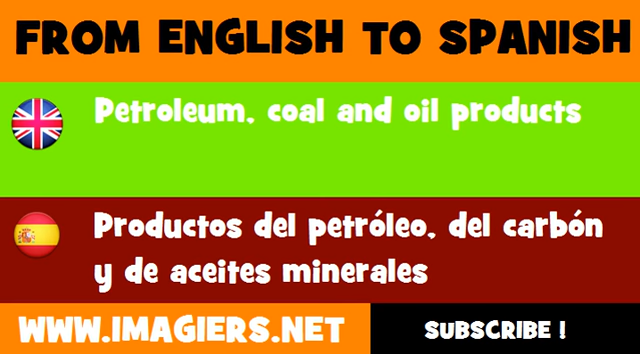 FROM ENGLISH TO SPANISH
Petroleum, coal and oil products
Productos del petróleo, del carbón
y de aceites minerales
WWW.IMAGIERS.NET
SUBSCRIBE !